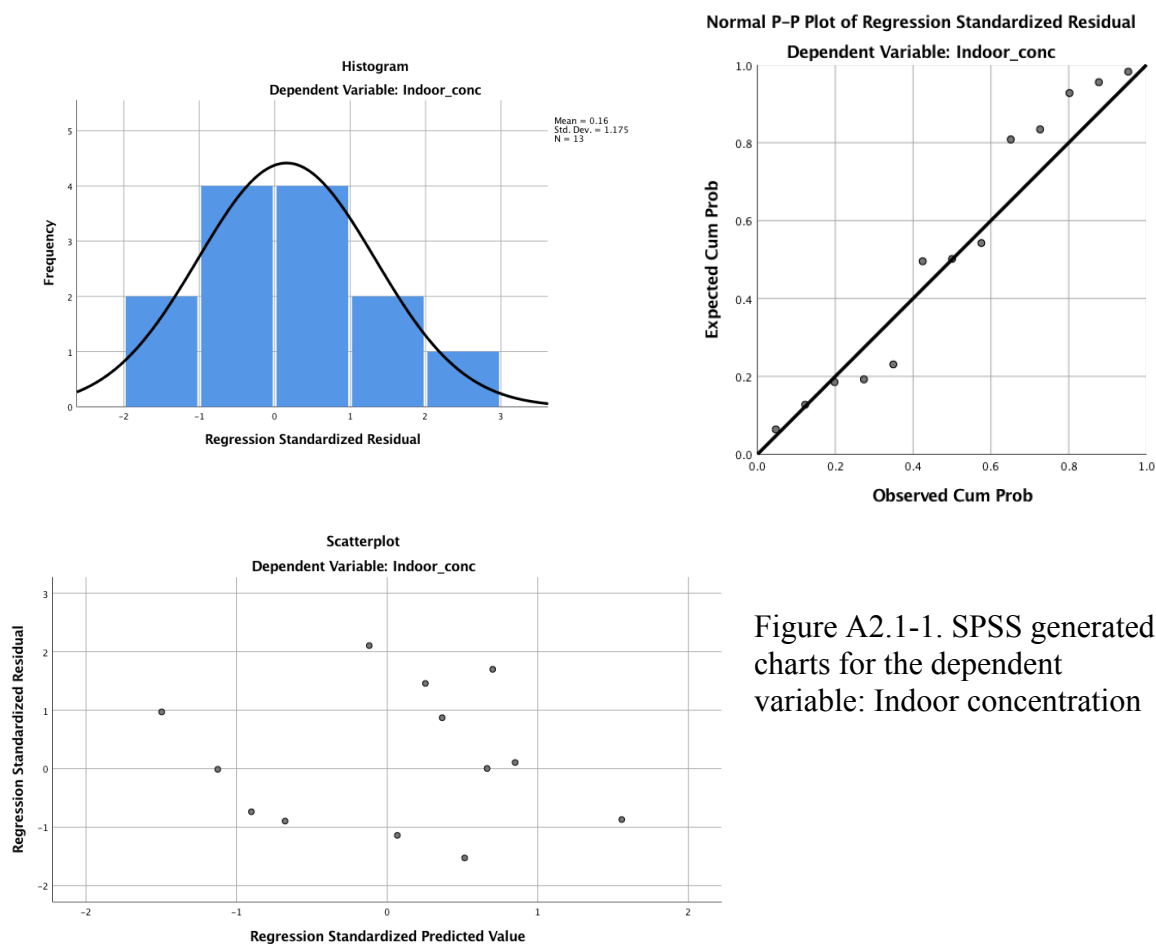 Histogram
Dependent Variable: Indoor_conc
Mean = 0.16
Std. Dev. = 1.175
N = 13
5
4
3
2
1
0
Frequency
-2
-1
0
1
2
3
Regression Standardized Residual
Normal P-P Plot of Regression Standardized Residual
Dependent Variable: Indoor_conc
1.0
0.8
0.6
0.4
0.2
0.0
Expected Cum Prob
0.0
0.2
0.4
0.6
0.8
1.0
Observed Cum Prob
Scatterplot
Dependent Variable: Indoor_conc
3
2
1
0
-1
-2
Regression Standardized Residual
-2
-1
0
1
2
Regression Standardized Predicted Value
Figure A2.1-1. SPSS generated
charts for the dependent
variable: Indoor concentration